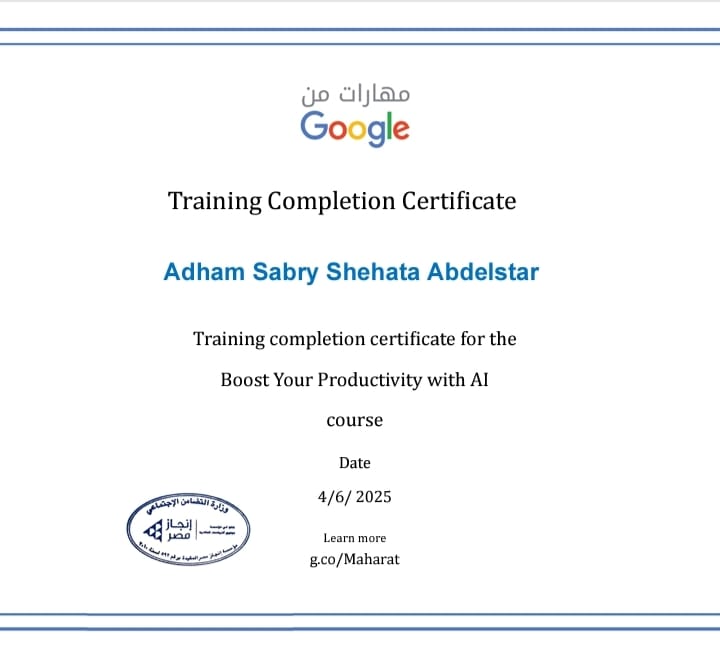 مهارات من
Google
Training Completion Certificate
Adham Sabry Shehata Abdelstar
Training completion certificate for the
Boost Your Productivity with AI
course
Date
4/6/ 2025
وزارة التضامن الإجتماعي
إنجاز
مصر
Learn more
g.co/Maharat